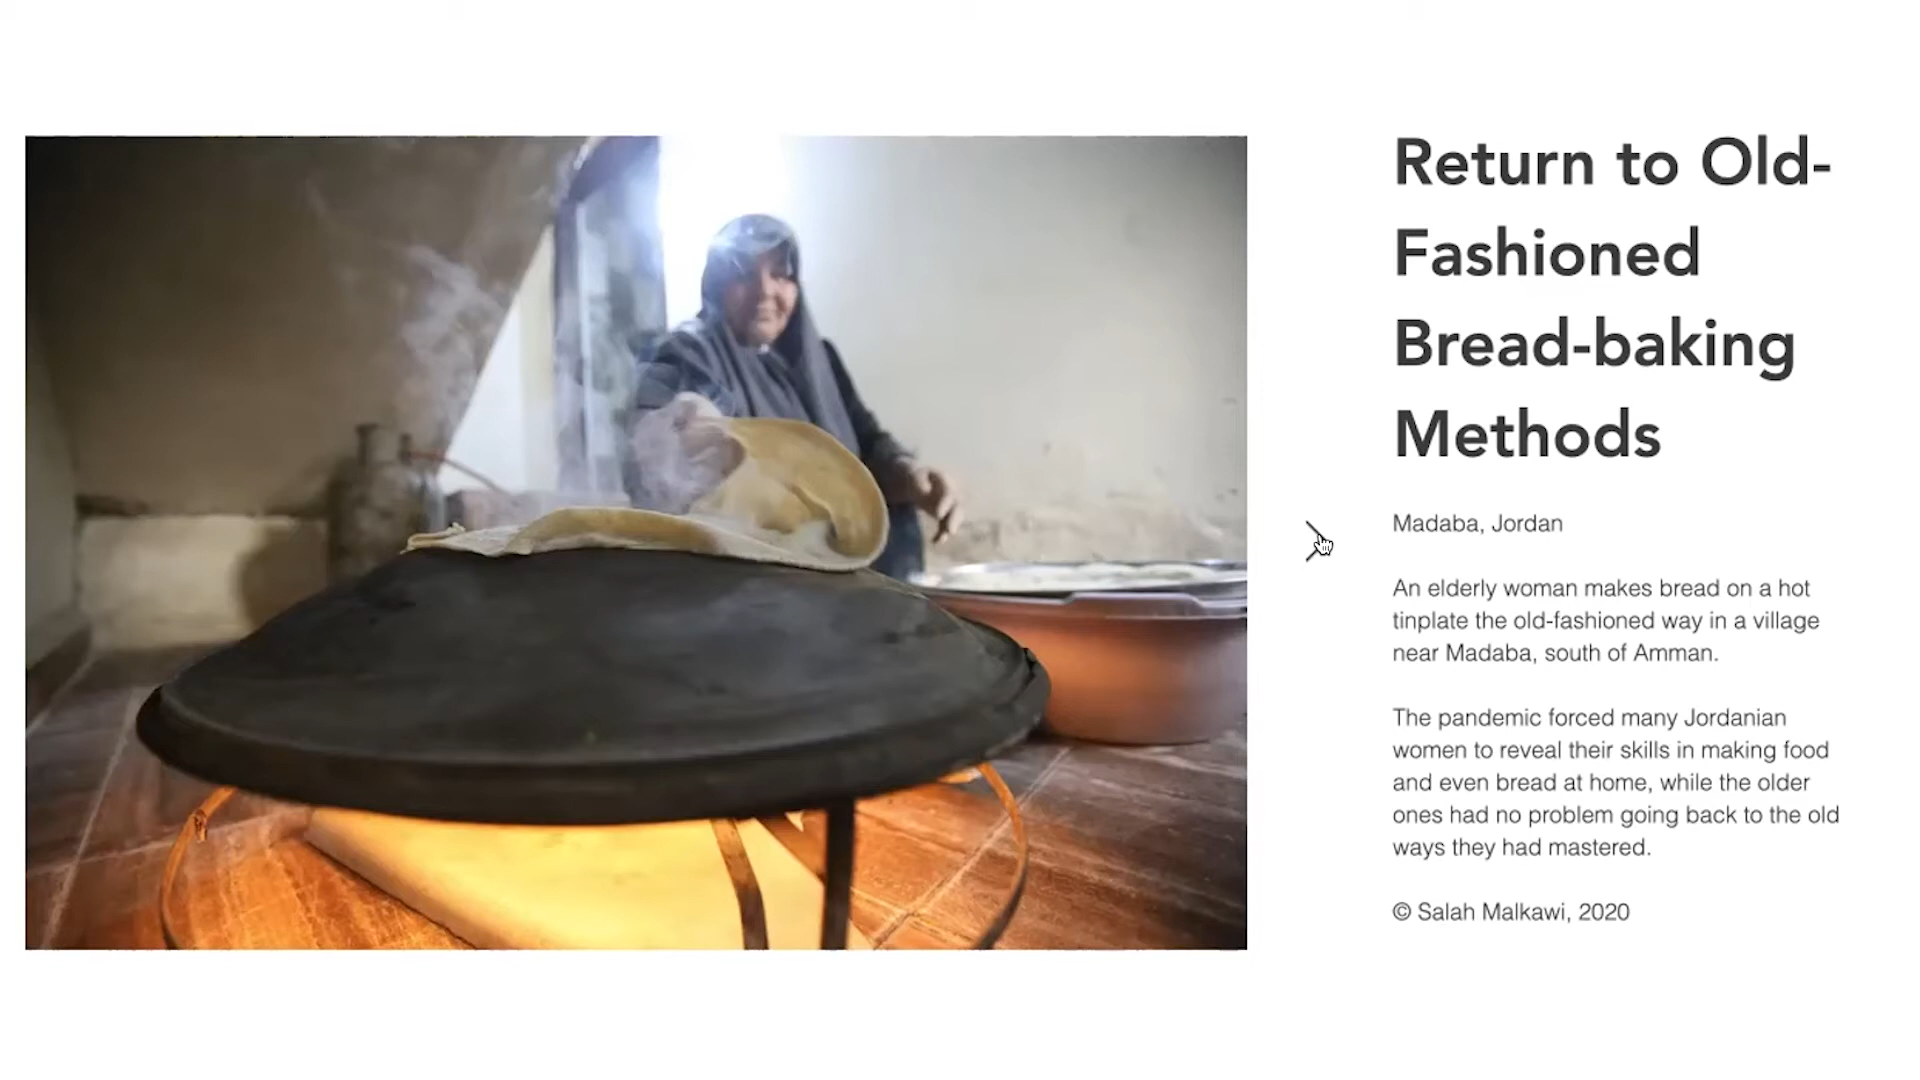 Return to Old-
Fashioned
Bread-baking
Methods
Madaba, Jordan
An elderly woman makes bread on a hot
tinplate the old-fashioned way in a village
near Madaba, south of Amman.
The pandemic forced many Jordanian
women to reveal their skills in making food
and even bread at home, while the older
ones had no problem going back to the old
ways they had mastered.
© Salah Malkawi, 2020